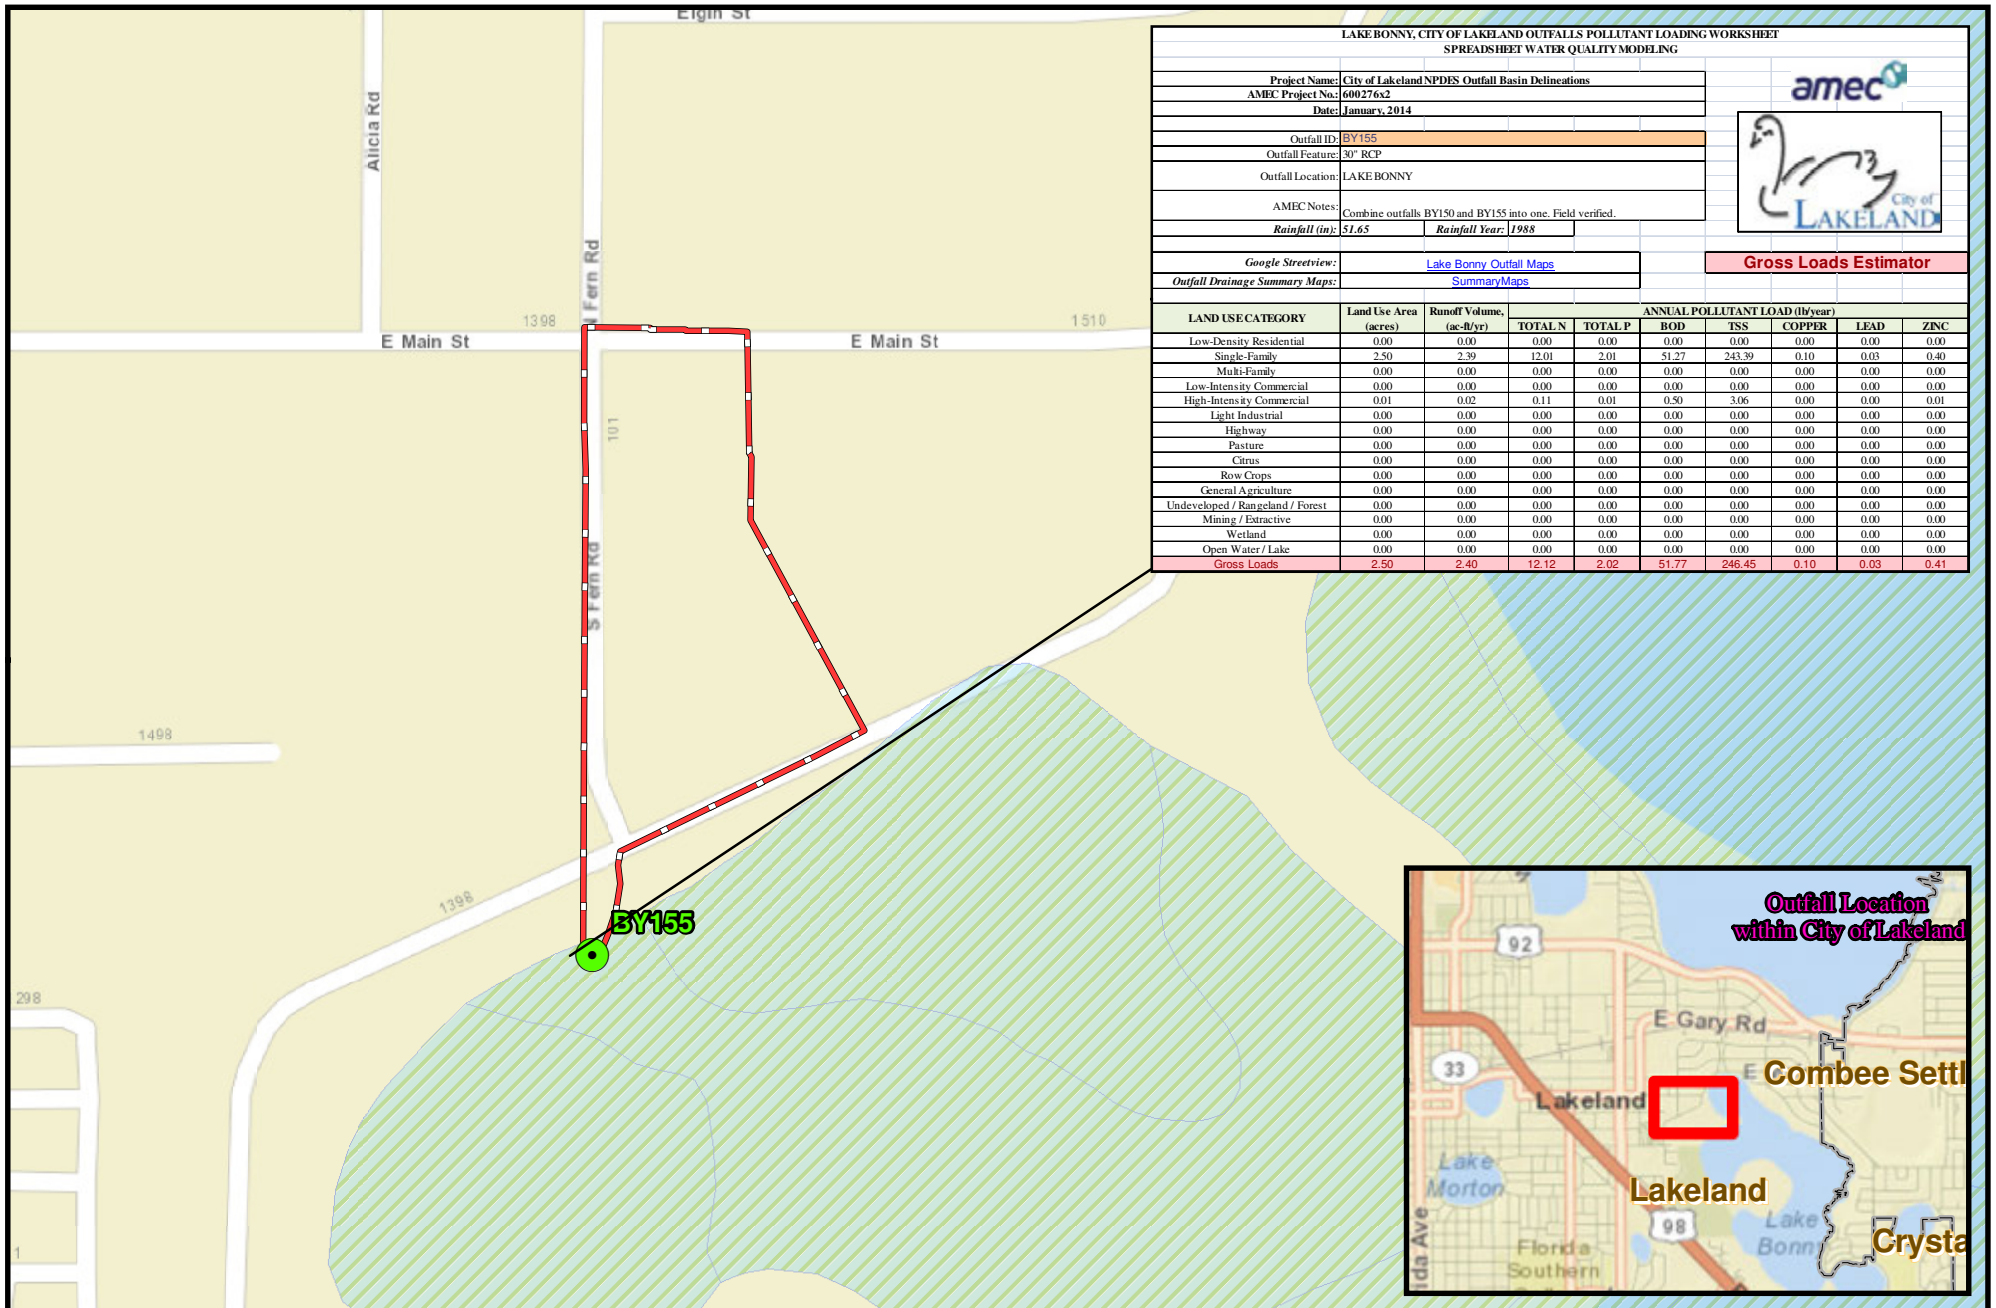 Elgin St
Alicia Rd
N Fern Rd
1398
E Main St
E Main St
1510
101
S Fern Rd
1498
1398
298
1
BY155
LAKE BONNY, CITY OF LAKELAND OUTFALLS POLLUTANT LOADING WORKSHEET
SPREADSHEET WATER QUALITY MODELING
Project Name: City of Lakeland NPDES Outfall Basin Delineations
AMEC Project No.: 600276x2
Date: January, 2014
Outfall ID: BY155
Outfall Feature: 30" RCP
Outfall Location: LAKE BONNY
AMEC Notes: Combine outfalls BY150 and BY155 into one. Field verified.
Rainfall (in): 51.65 Rainfall Year: 1988
Google Streetview: Lake Bonny Outfall Maps
Outfall Drainage Summary Maps: SummaryMaps
amec
City of
LAKELAND
Gross Loads Estimator
LAND USE CATEGORY Land Use Area (acres) Runoff Volume, (ac-ft/yr) ANNUAL POLLUTANT LOAD (lb/year)
TOTAL N TOTAL P BOD TSS COPPER LEAD ZINC
Low-Density Residential 0.00 0.00 0.00 0.00 0.00 0.00 0.00 0.00 0.00
Single-Family 2.50 2.39 12.01 2.01 51.27 243.39 0.10 0.03 0.40
Multi-Family 0.00 0.00 0.00 0.00 0.00 0.00 0.00 0.00 0.00
Low-Intensity Commercial 0.00 0.00 0.00 0.00 0.00 0.00 0.00 0.00 0.00
High-Intensity Commercial 0.01 0.02 0.11 0.01 0.50 3.06 0.00 0.00 0.01
Light Industrial 0.00 0.00 0.00 0.00 0.00 0.00 0.00 0.00 0.00
Highway 0.00 0.00 0.00 0.00 0.00 0.00 0.00 0.00 0.00
Pasture 0.00 0.00 0.00 0.00 0.00 0.00 0.00 0.00 0.00
Citrus 0.00 0.00 0.00 0.00 0.00 0.00 0.00 0.00 0.00
Row Crops 0.00 0.00 0.00 0.00 0.00 0.00 0.00 0.00 0.00
General Agriculture 0.00 0.00 0.00 0.00 0.00 0.00 0.00 0.00 0.00
Undeveloped / Rangeland / Forest 0.00 0.00 0.00 0.00 0.00 0.00 0.00 0.00 0.00
Mining / Extractive 0.00 0.00 0.00 0.00 0.00 0.00 0.00 0.00 0.00
Wetland 0.00 0.00 0.00 0.00 0.00 0.00 0.00 0.00 0.00
Open Water / Lake 0.00 0.00 0.00 0.00 0.00 0.00 0.00 0.00 0.00
Gross Loads 2.50 2.40 12.12 2.02 51.77 246.45 0.10 0.03 0.41
Outfall Location
within City of Lakeland
92
E Gary Rd
33
E
Combee Settl
Lakeland
Lake
Morton
Lakeland
98
Lake
Bonn
Crysta
Florida
Southern
ida Ave